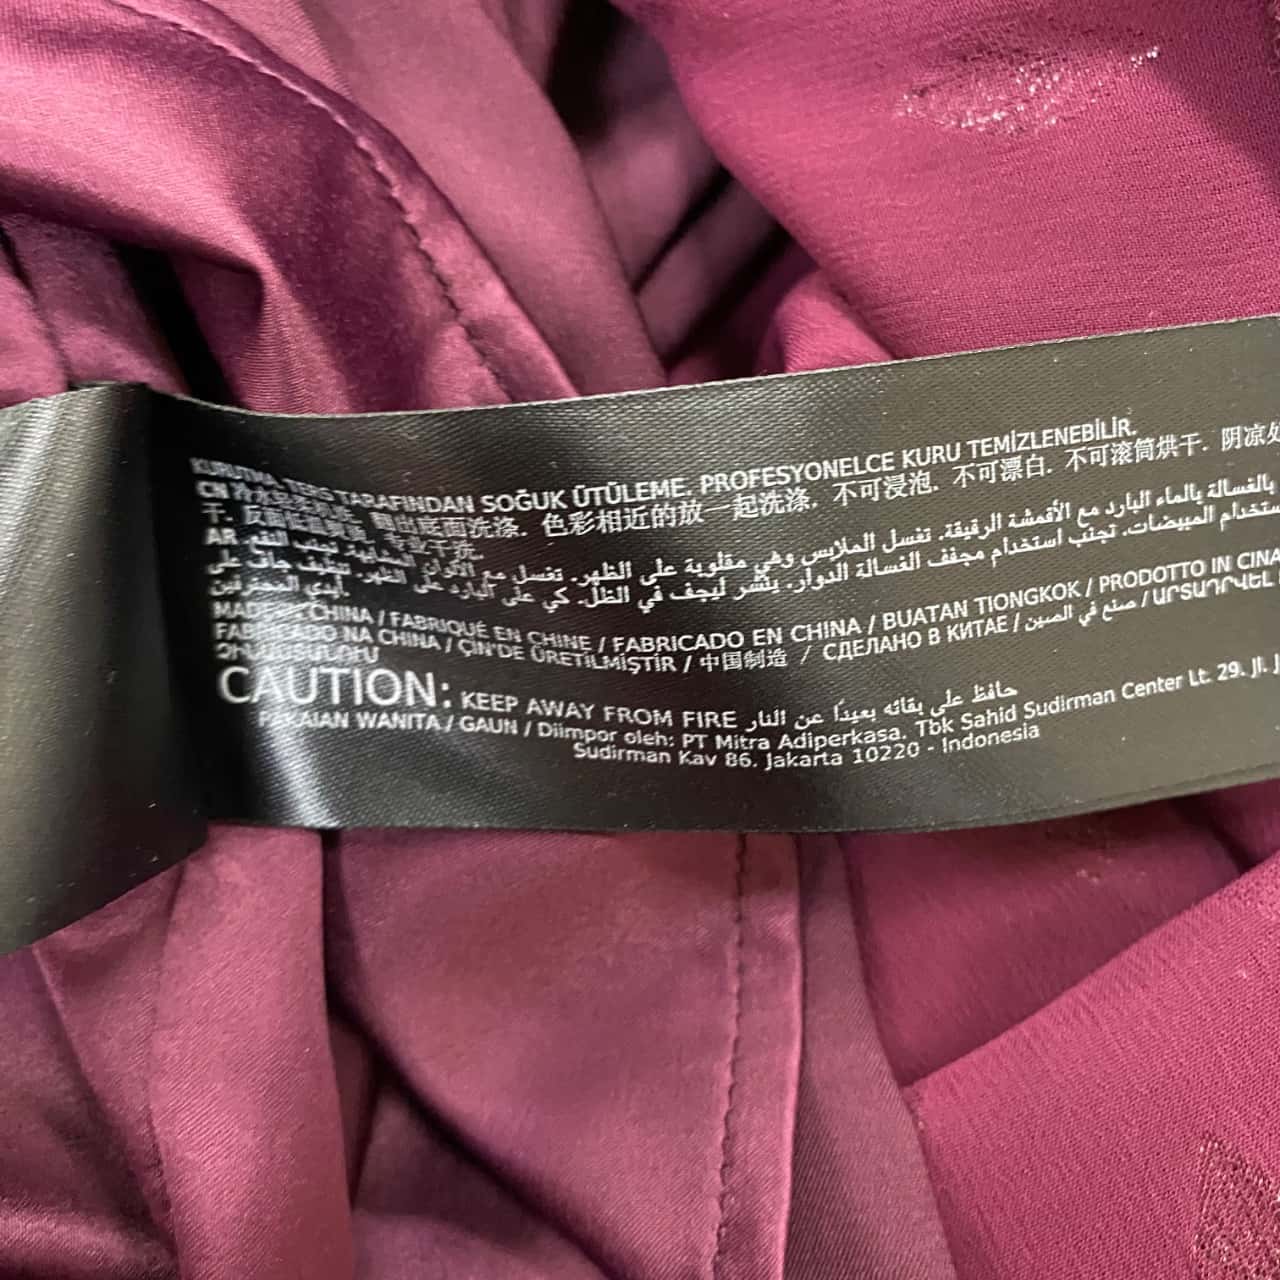 KURUTMA TERS TARAFINDAN SOĞUK ÜTÜLEME. PROFESYONELCE KURU TEMİZLENEBİLİR.
CN 冷水轻柔机洗. 翻出底面洗涤. 色彩相近的放一起洗涤. 不可浸泡. 不可漂白. 不可滚筒烘干. 阴凉处
干. 反面低温熨烫. 专业干洗.
AR بالغسالة بالماء البارد مع الأقمشة الرقيقة. تغسل الملابس وهي مقلوبة على الظهر. تغسل مع الألوان المشابهة تجنب النقع.
استخدام المبيضات. تجنب استخدام مجفف الغسالة الدوار. ينشر ليجف في الظل. كي على البارد على الظهر. تنظيف جاف على
أيدي المحترفين.
MADE IN CHINA / FABRIQUÉ EN CHINE / FABRICADO EN CHINA / BUATAN TIONGKOK / PRODOTTO IN CINA
FABRICADO NA CHINA / ÇİN'DE ÜRETİLMİŞTİR / 中国制造 / СДЕЛАНО В КИТАЕ / صنع في الصين / ԱՐՏԱԴՐՎԵԼ
ՉԻՆԱՍՏԱՆՈՒՄ
CAUTION: KEEP AWAY FROM FIRE حافظ على بقائه بعيدًا عن النار
PAKAIAN WANITA / GAUN / Diimpor oleh: PT Mitra Adiperkasa. Tbk Sahid Sudirman Center Lt. 29. Jl. J
Sudirman Kav 86. Jakarta 10220 - Indonesia